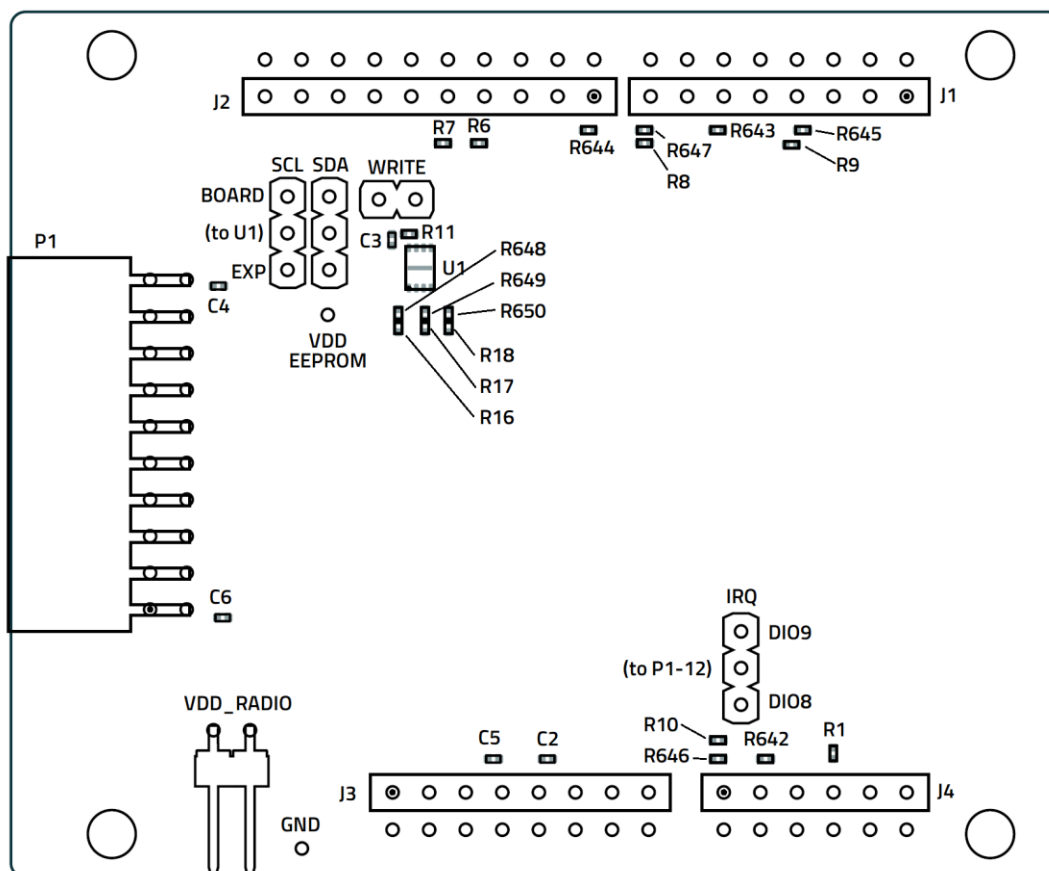 J2
J1
R7
R6
R644
R647
R643
R645
R8
R9
SCL
SDA
WRITE
BOARD
(to U1)
EXP
C3
R11
U1
P1
C4
R648
R649
R650
VDD
EEPROM
R18
R17
R16
C6
IRQ
DIO9
(to P1-12)
DIO8
VDD_RADIO
R10
R646
R642
R1
C5
C2
J3
J4
GND